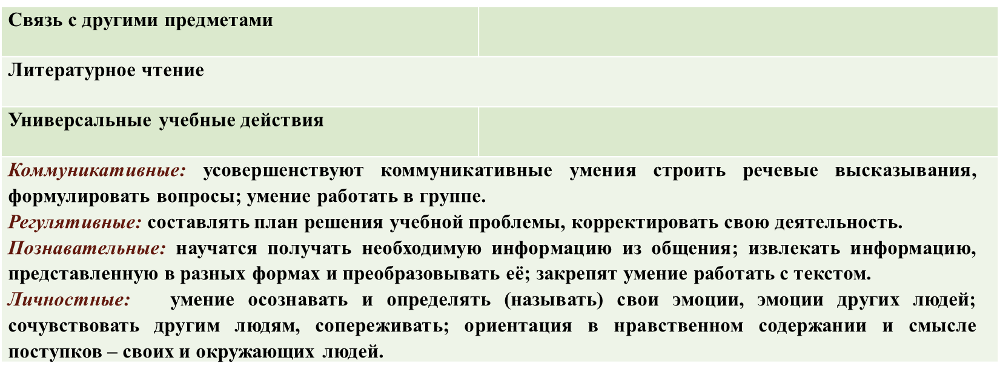 Связь с другими предметами
Литературное чтение
Универсальные учебные действия
Коммуникативные: усовершенствуют коммуникативные умения строить речевые высказывания,
формулировать вопросы; умение работать в группе.
Регулятивные: составлять план решения учебной проблемы, корректировать свою деятельность.
Познавательные: научатся получать необходимую информацию из общения; извлекать информацию,
представленную в разных формах и преобразовывать её; закрепят умение работать с текстом.
Личностные: умение осознавать и определять (называть) свои эмоции, эмоции других людей;
сочувствовать другим людям, сопереживать; ориентация в нравственном содержании и смысле
поступков – своих и окружающих людей.